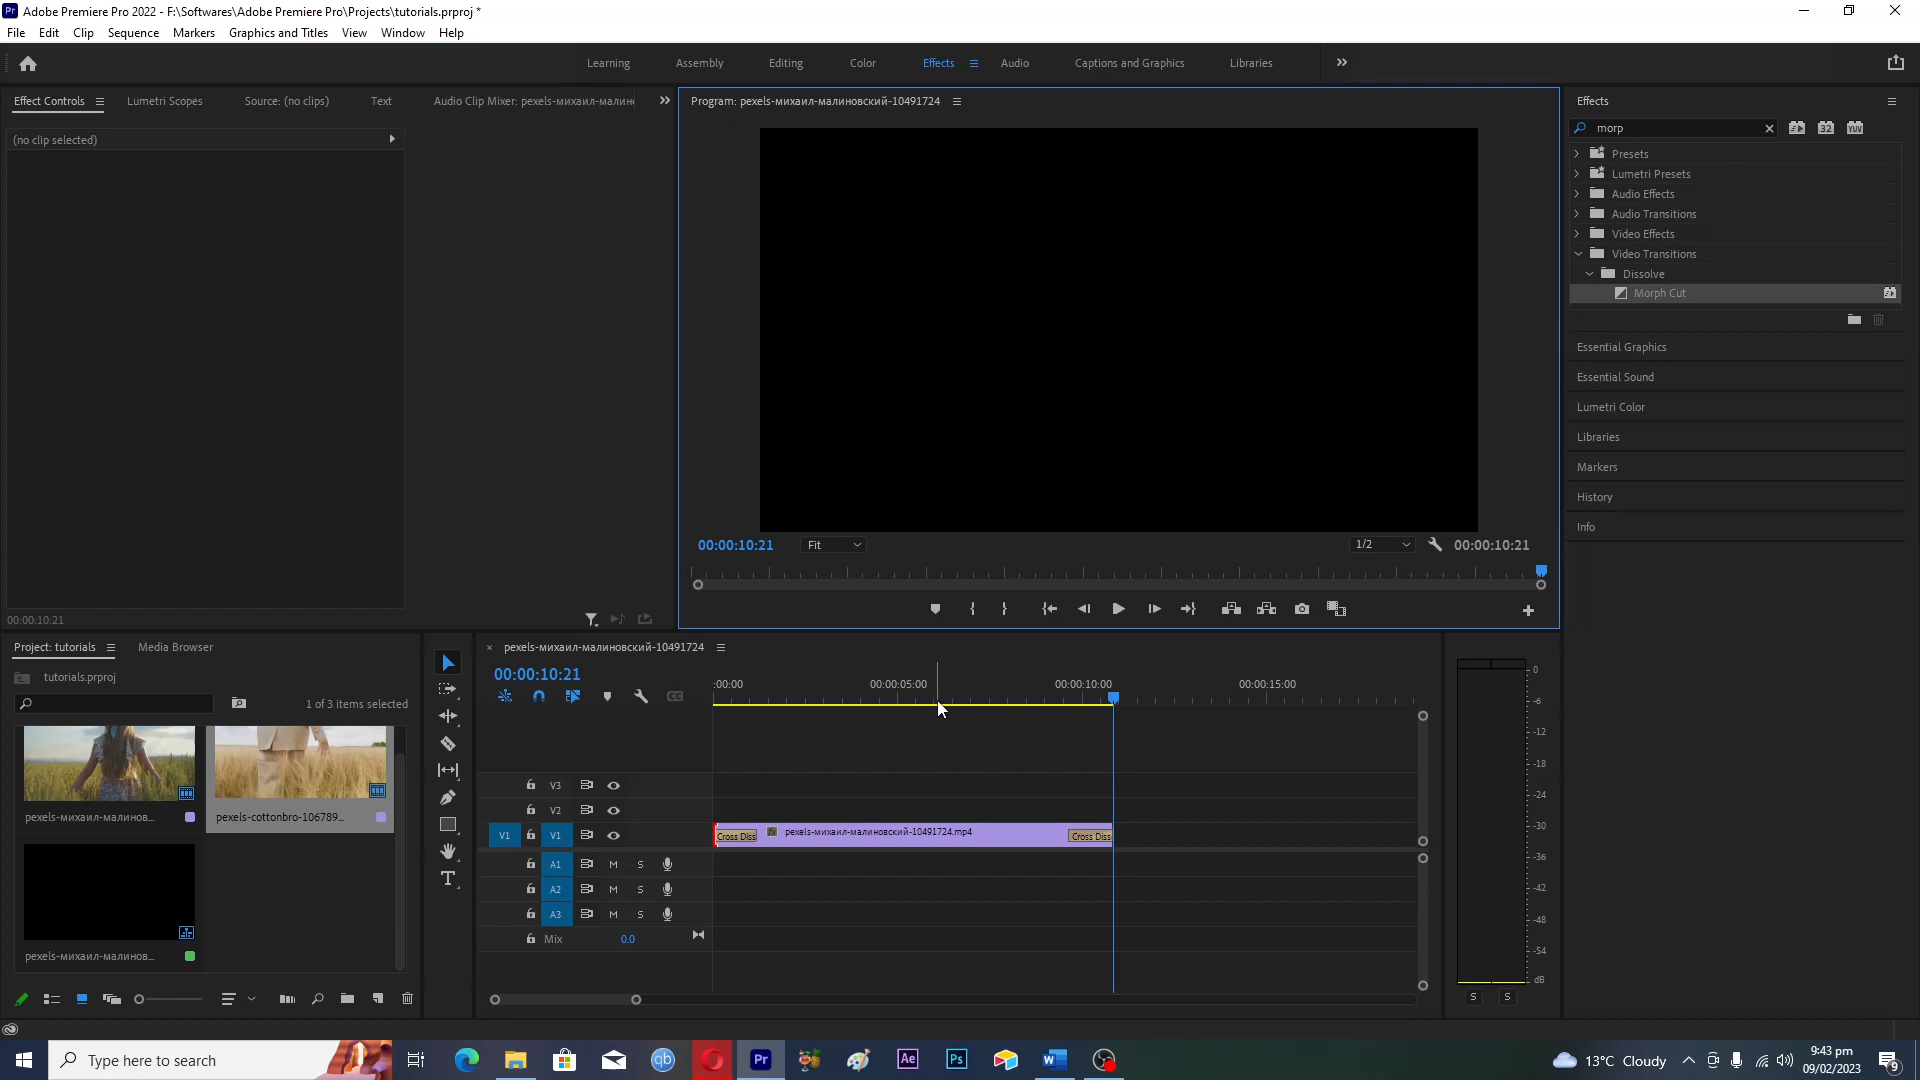 Adobe Premiere Pro 2022 - F:\Softwares\Adobe Premiere Pro\Projects\tutorials.prproj *
File Edit Clip Sequence Markers Graphics and Titles View Window Help
Learning Assembly Editing Color Effects Audio Captions and Graphics Libraries
Effect Controls Lumetri Scopes Source: (no clips) Text Audio Clip Mixer: pexels-михаил-малин
(no clip selected)
00:00:10:21
Program: pexels-михаил-малиновский-10491724
00:00:10:21 Fit 1/2 00:00:10:21
Effects
morp
Presets
Lumetri Presets
Audio Effects
Audio Transitions
Video Effects
Video Transitions
Dissolve
Morph Cut
Essential Graphics
Essential Sound
Lumetri Color
Libraries
Markers
History
Info
Project: tutorials Media Browser
tutorials.prproj
1 of 3 items selected
pexels-михаил-малинов... pexels-cottonbro-106789...
pexels-михаил-малинов...
pexels-михаил-малиновский-10491724
00:00:10:21
:00:00 00:00:05:00 00:00:10:00 00:00:15:00
V3
V2
V1 V1 Cross Diss pexels-михаил-малиновский-10491724.mp4 Cross Diss
A1 M S
A2 M S
A3 M S
Mix 0.0
0
-6
-12
-18
-24
-30
-36
-42
-48
-54
dB
S S
Type here to search
13°C Cloudy
9:43 pm
09/02/2023
9